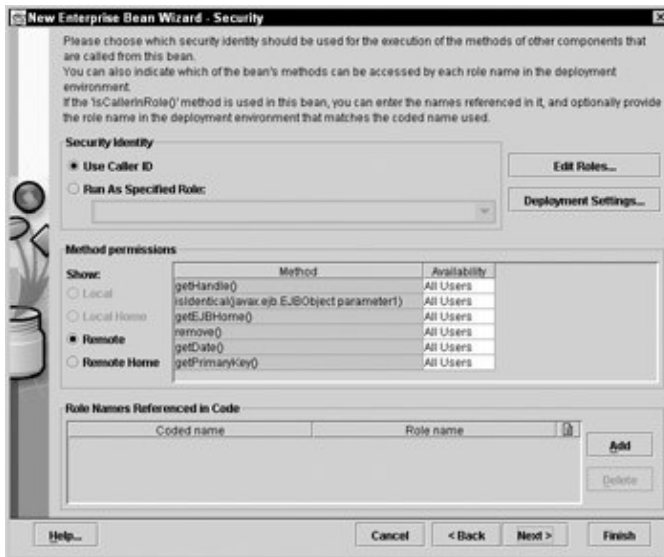 New Enterprise Bean Wizard - Security
Please choose which security identity should be used for the execution of the methods of other components that
are called from this bean.
You can also indicate which of the bean's methods can be accessed by each role name in the deployment
environment.
If the 'isCallerInRole()' method is used in this bean, you can enter the names referenced in it, and optionally provide
the role name in the deployment environment that matches the coded name used.
Security Identity
Use Caller ID
Run As Specified Role:
Edit Roles...
Deployment Settings...
Method permissions
Show:
Local
Local Home
Remote
Remote Home
Method Availability
getHandle() All Users
isIdentical(javax.ejb.EJBObject parameter1) All Users
getEJBHome() All Users
remove() All Users
getDate() All Users
getPrimaryKey() All Users
Role Names Referenced in Code
Coded name Role name
Add
Delete
Help... Cancel < Back Next > Finish